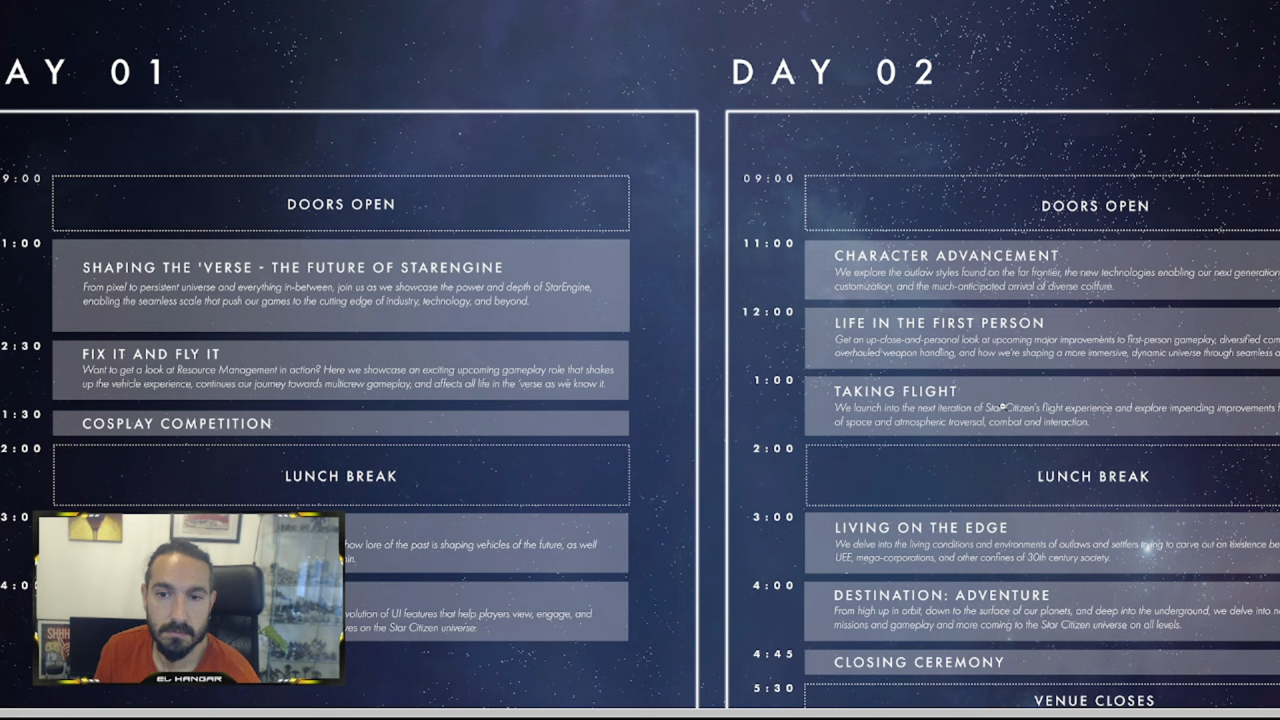 AY 01
9:00
DOORS OPEN
1:00
SHAPING THE 'VERSE - THE FUTURE OF STARENGINE
From pixel to persistent universe and everything in-between, join us as we showcase the power and depth of StarEngine,
enabling the seamless scale that push our games to the cutting edge of industry, technology, and beyond.
2:30
FIX IT AND FLY IT
Want to get a look at Resource Management in action? Here we showcase an exciting upcoming gameplay role that shakes
up the vehicle experience, continues our journey towards multicrew gameplay, and affects all life in the 'verse as we know it.
1:30
COSPLAY COMPETITION
2:00
LUNCH BREAK
3:0
how lore of the past is shaping vehicles of the future, as well
in.
4:0
volution of UI features that help players view, engage, and
ves on the Star Citizen universe.
SHHH
EL HANGAR
DAY 02
09:00
DOORS OPEN
11:00
CHARACTER ADVANCEMENT
We explore the outlaw styles found on the far frontier, the new technologies enabling our next generation
customization, and the much-anticipated arrival of diverse coiffure.
12:00
LIFE IN THE FIRST PERSON
Get an up-close-and-personal look at upcoming major improvements to first-person gameplay, diversified com
overhauled weapon handling, and how we're shaping a more immersive, dynamic universe through seamless
1:00
TAKING FLIGHT
We launch into the next iteration of Star Citizen's flight experience and explore impending improvements
of space and atmospheric traversal, combat and interaction.
2:00
LUNCH BREAK
3:00
LIVING ON THE EDGE
We delve into the living conditions and environments of outlaws and settlers trying to carve out an existence be
UEE, mega-corporations, and other confines of 30th century society.
4:00
DESTINATION: ADVENTURE
From high up in orbit, down to the surface of our planets, and deep into the underground, we delve into
missions and gameplay and more coming to the Star Citizen universe on all levels.
4:45
CLOSING CEREMONY
5:30
VENUE CLOSES